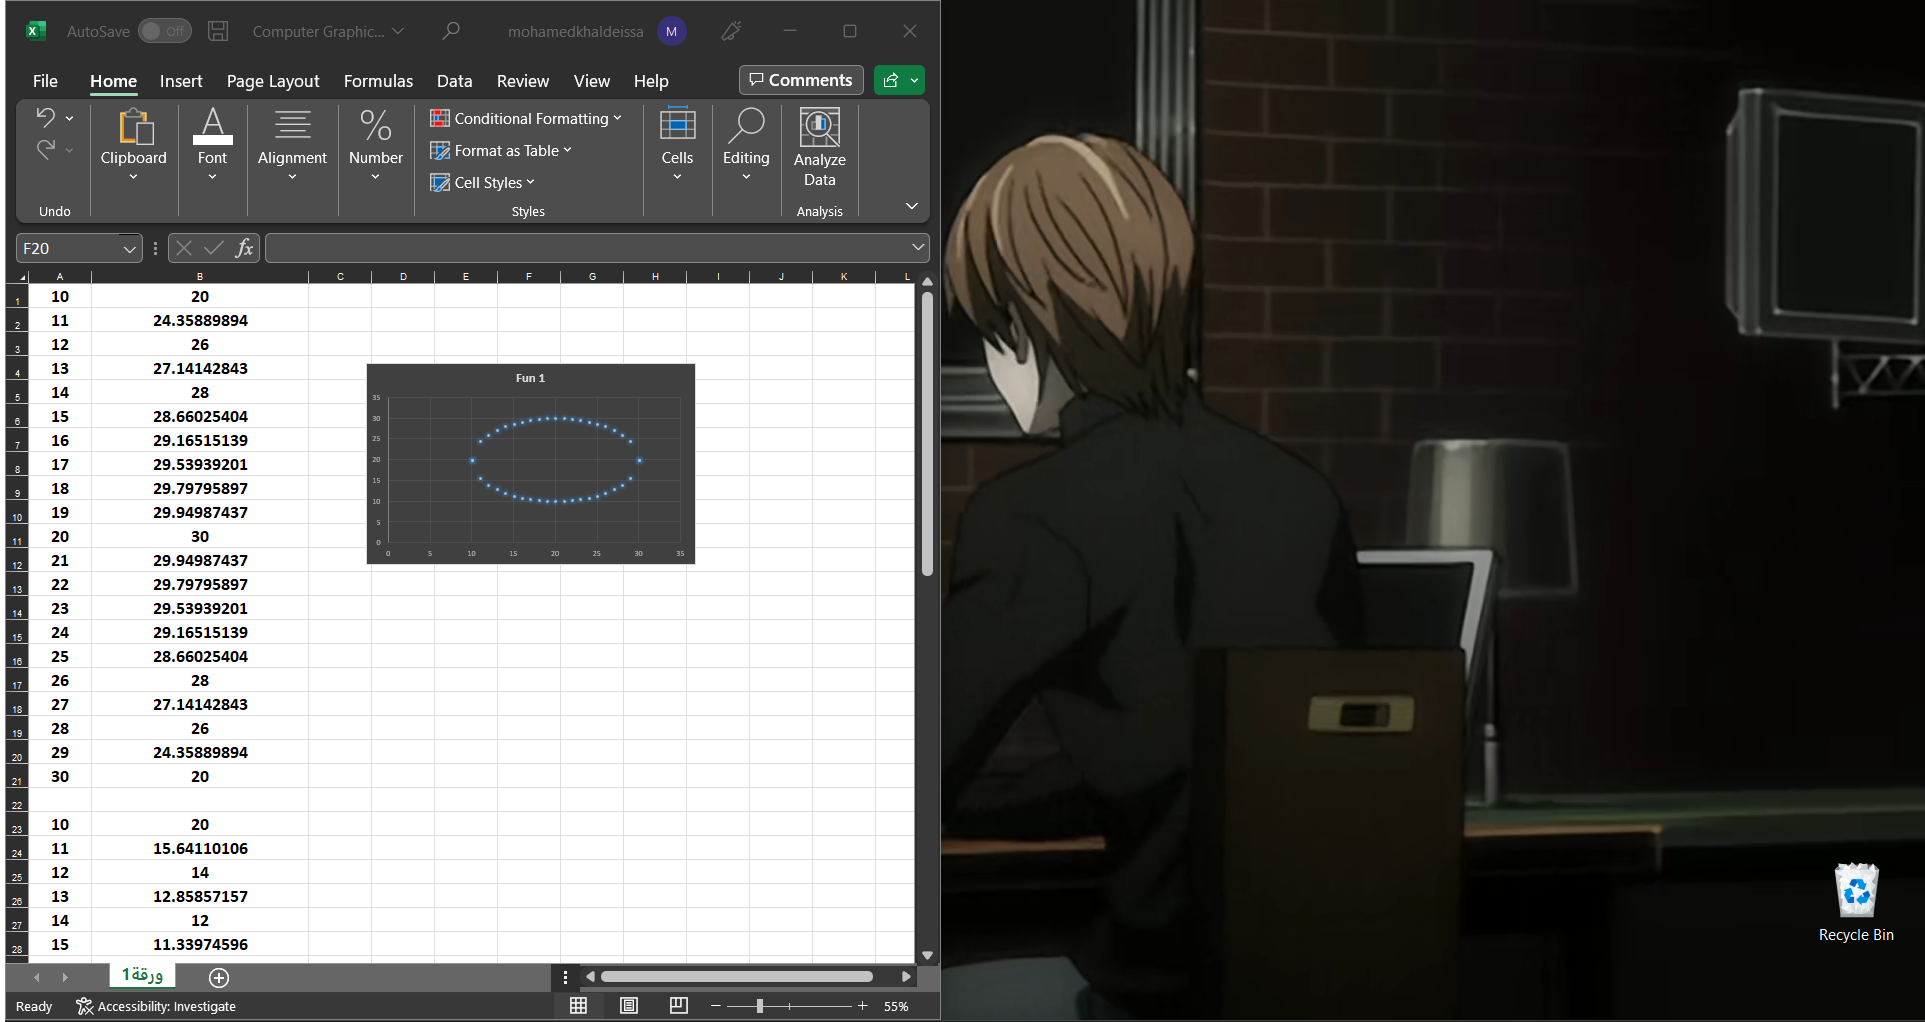 AutoSave Off Computer Graphic... mohamedkhaldeissa M
File Home Insert Page Layout Formulas Data Review View Help Comments
Undo
Clipboard
Font
Alignment
Number
Conditional Formatting
Format as Table
Cell Styles
Styles
Cells
Editing
Analyze
Data
Analysis
F20 fx
A B C D E F G H I J K L
1 10 20
2 11 24.35889894
3 12 26
4 13 27.14142843
5 14 28
6 15 28.66025404
7 16 29.16515139
8 17 29.53939201
9 18 29.79795897
10 19 29.94987437
11 20 30
12 21 29.94987437
13 22 29.79795897
14 23 29.53939201
15 24 29.16515139
16 25 28.66025404
17 26 28
18 27 27.14142843
19 28 26
20 29 24.35889894
21 30 20
22
23 10 20
24 11 15.64110106
25 12 14
26 13 12.85857157
27 14 12
28 15 11.33974596
Fun 1
35
30
25
20
15
10
5
0
0 5 10 15 20 25 30 35
ورقة1
Ready Accessibility: Investigate 55%
Recycle Bin